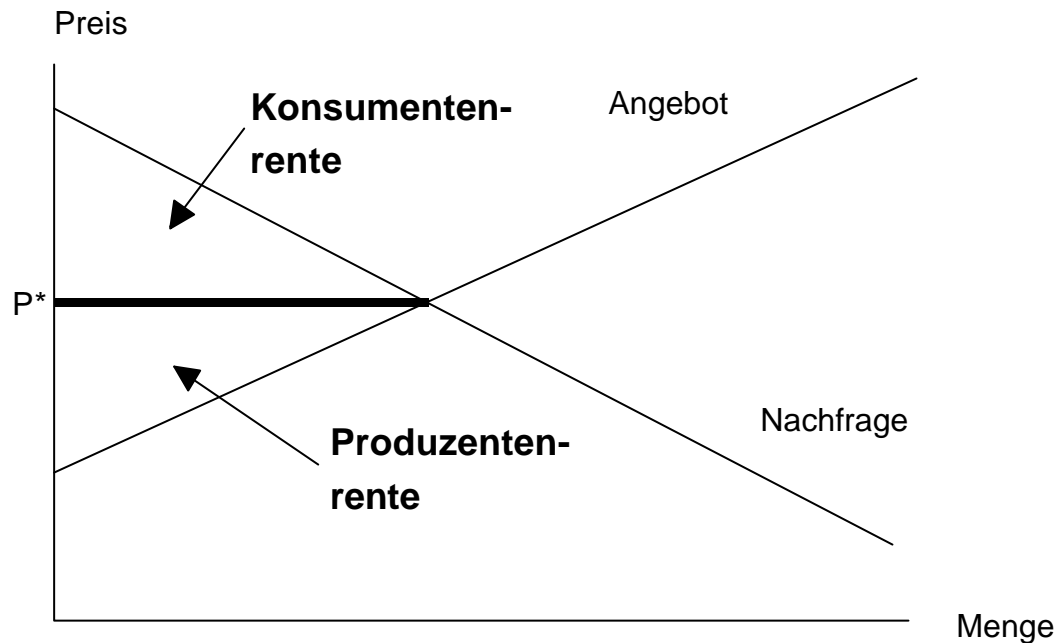 Preis
Konsumenten-
rente
Angebot
P*
Nachfrage
Produzenten-
rente
Menge